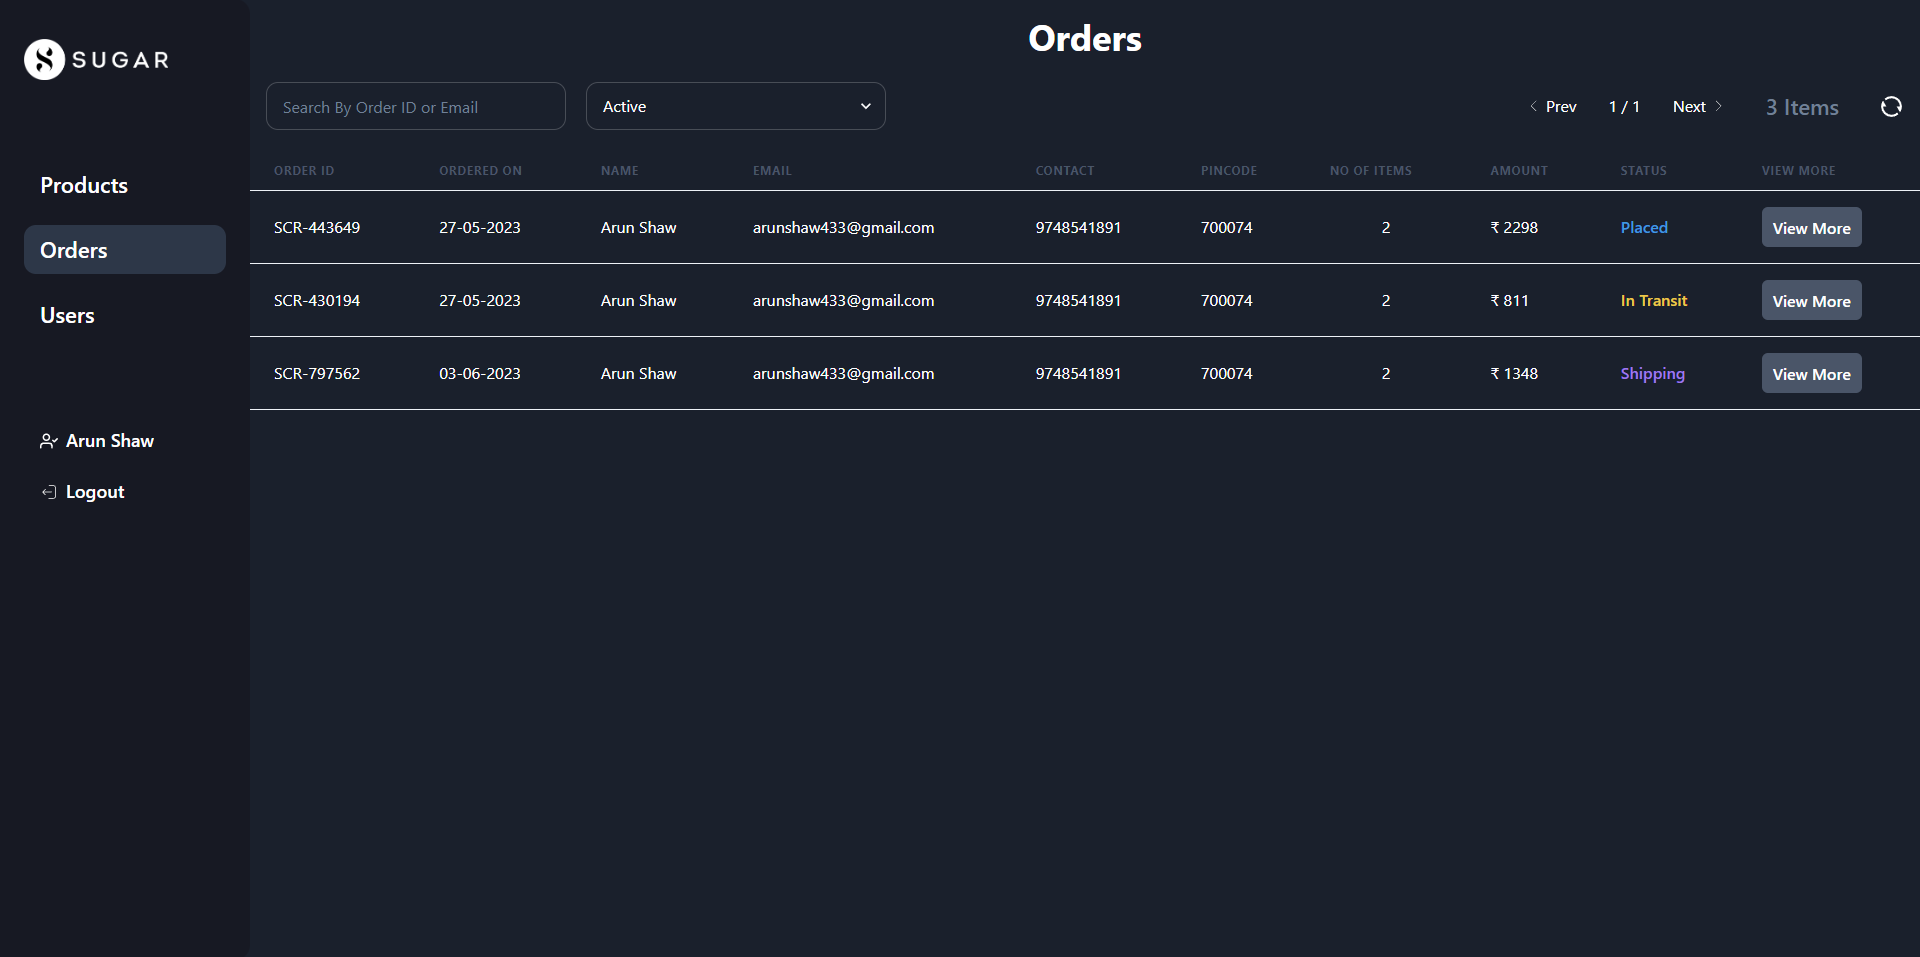 SUGAR
Products
Orders
Users
Arun Shaw
Logout
Orders
Search By Order ID or Email
Active
Prev 1 / 1 Next 3 Items
ORDER ID ORDERED ON NAME EMAIL CONTACT PINCODE NO OF ITEMS AMOUNT STATUS VIEW MORE
SCR-443649 27-05-2023 Arun Shaw arunshaw433@gmail.com 9748541891 700074 2 ₹ 2298 Placed View More
SCR-430194 27-05-2023 Arun Shaw arunshaw433@gmail.com 9748541891 700074 2 ₹ 811 In Transit View More
SCR-797562 03-06-2023 Arun Shaw arunshaw433@gmail.com 9748541891 700074 2 ₹ 1348 Shipping View More